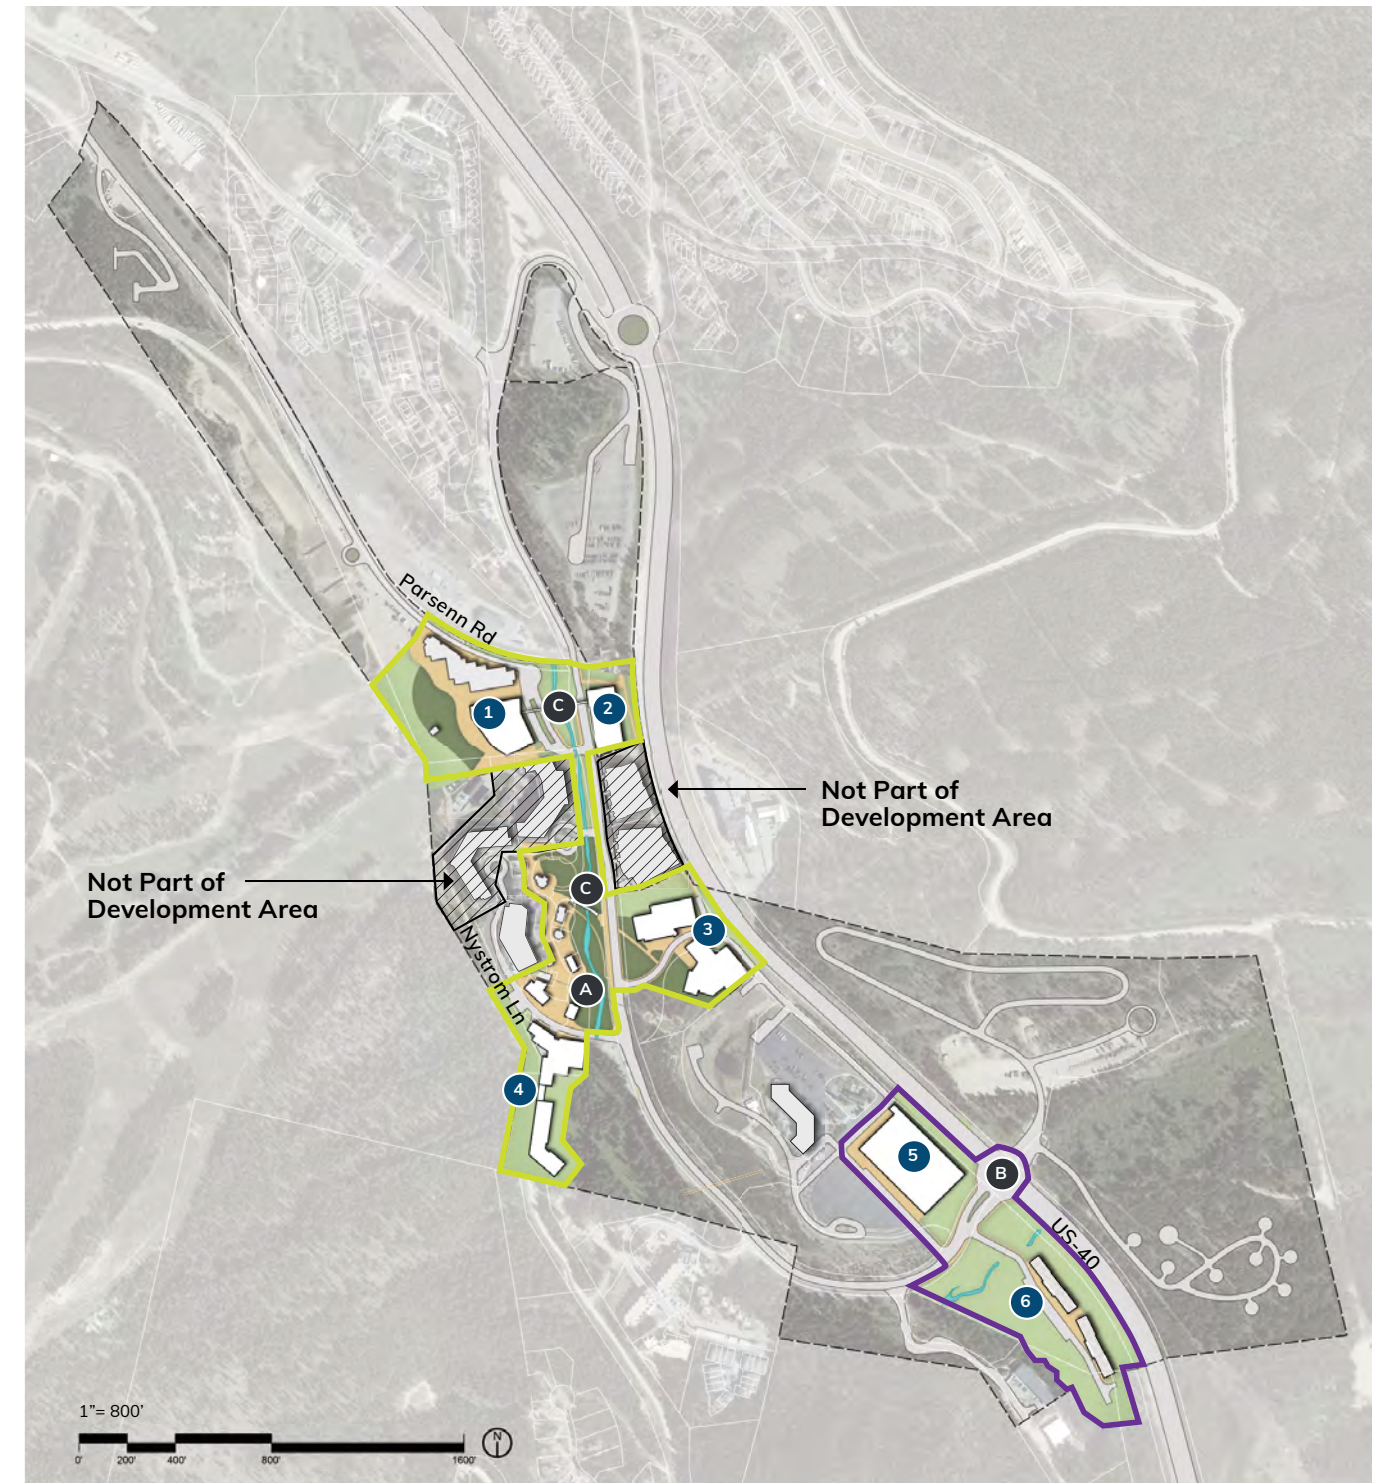 Parsenn Rd
1
C
2
Not Part of
Development Area
Not Part of
Development Area
C
3
Nystrom Ln
A
4
5
B
US-40
6
1”= 800’
N
0' 200' 400' 800' 1600'